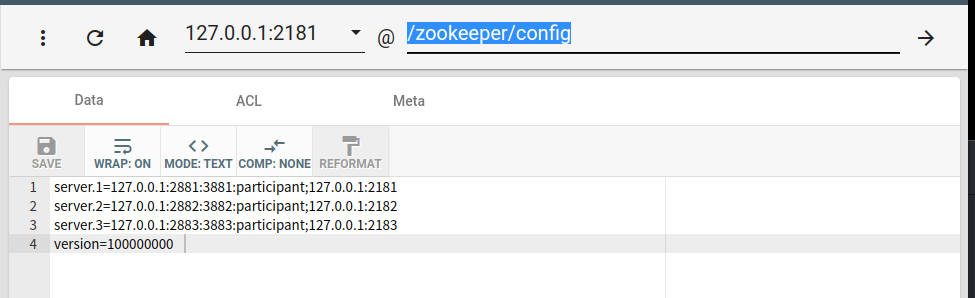 127.0.0.1:2181 @ /zookeeper/config
Data ACL Meta
SAVE WRAP: ON MODE: TEXT COMP: NONE REFORMAT
1 server.1=127.0.0.1:2881:3881:participant;127.0.0.1:2181
2 server.2=127.0.0.1:2882:3882:participant;127.0.0.1:2182
3 server.3=127.0.0.1:2883:3883:participant;127.0.0.1:2183
4 version=100000000